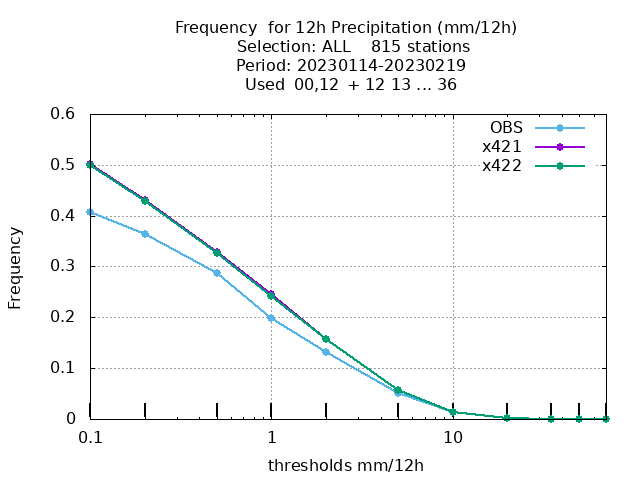 Frequency  for 12h Precipitation (mm/12h)
Selection: ALL    815 stations
Period: 20230114-20230219
Used  00,12  + 12 13 ... 36
0.6
0.5
0.4
0.3
0.2
0.1
0
Frequency
OBS
x421
x422
0.1
1
10
thresholds mm/12h